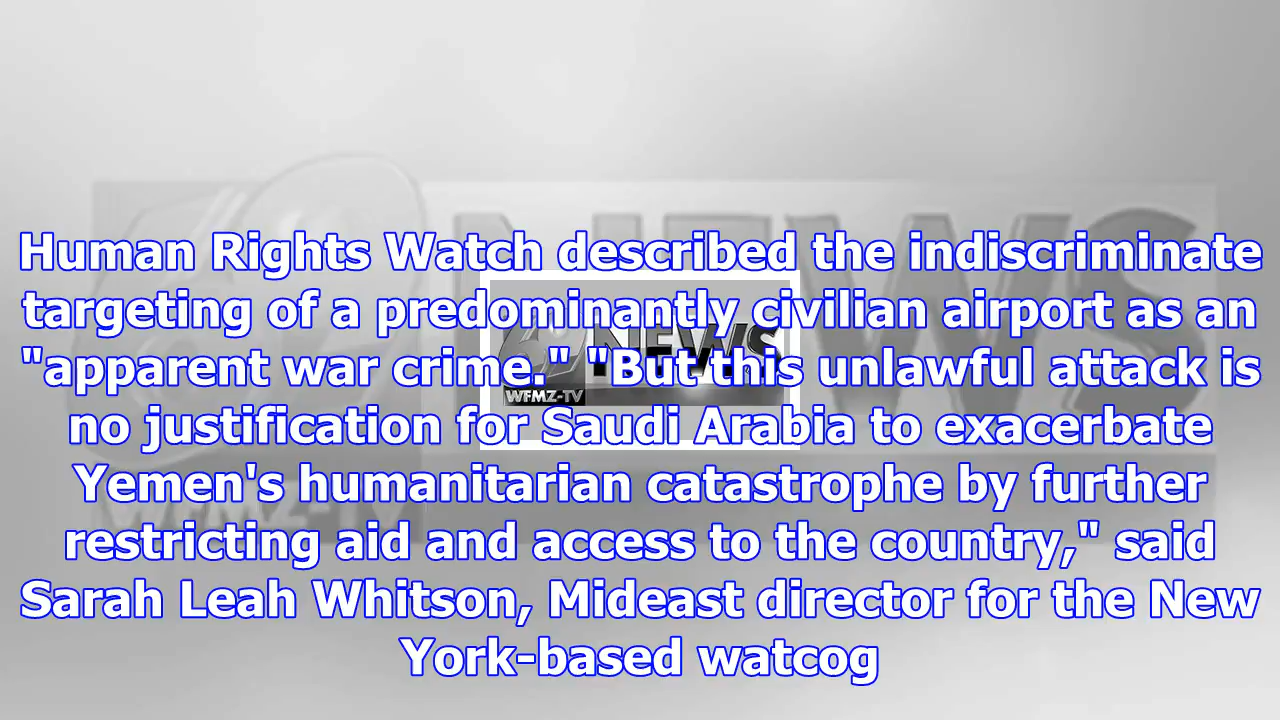 Human Rights Watch described the indiscriminate
targeting of a predominantly civilian airport as an
"apparent war crime." "But this unlawful attack is
no justification for Saudi Arabia to exacerbate
Yemen's humanitarian catastrophe by further
restricting aid and access to the country," said
Sarah Leah Whitson, Mideast director for the New
York-based watcog
69 NEWS
WFMZ-TV